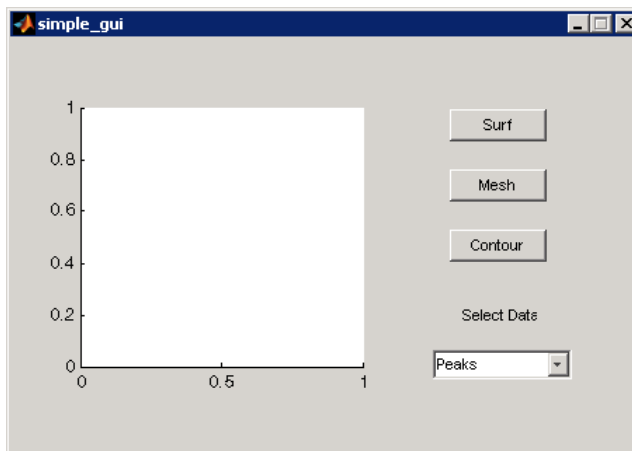 simple_gui
1
0.8
0.6
0.4
0.2
0
0 0.5 1
Surf
Mesh
Contour
Select Data
Peaks